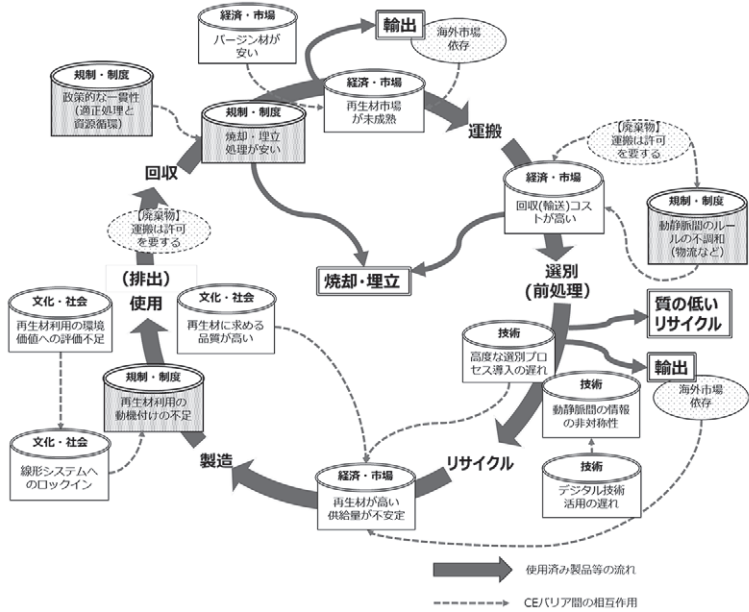 経済・市場
バージン材が
安い
輸出
海外市場
依存
規制・制度
政策的な一貫性
（適正処理と
資源循環）
経済・市場
再生材市場
が未成熟
規制・制度
焼却・埋立
処理が安い
運搬
【廃棄物】
運搬は許可
を要する
回収
経済・市場
回収(輸送)コス
トが高い
規制・制度
動静脈間のルー
ルの不調和
（物流など）
【廃棄物】
運搬は許可
を要する
焼却・埋立
選別
(前処理)
（排出）
使用
文化・社会
再生材利用の環境
価値への評価不足
文化・社会
再生材に求める
品質が高い
質の低い
リサイクル
技術
高度な選別プロ
セス導入の遅れ
輸出
海外市場
依存
規制・制度
再生材利用の
動機付けの不足
技術
動静脈間の情報
の非対称性
文化・社会
線形システムへ
のロックイン
製造
経済・市場
再生材が高い
供給量が不安定
リサイクル
技術
デジタル技術
活用の遅れ
使用済み製品等の流れ
CEバリア間の相互作用